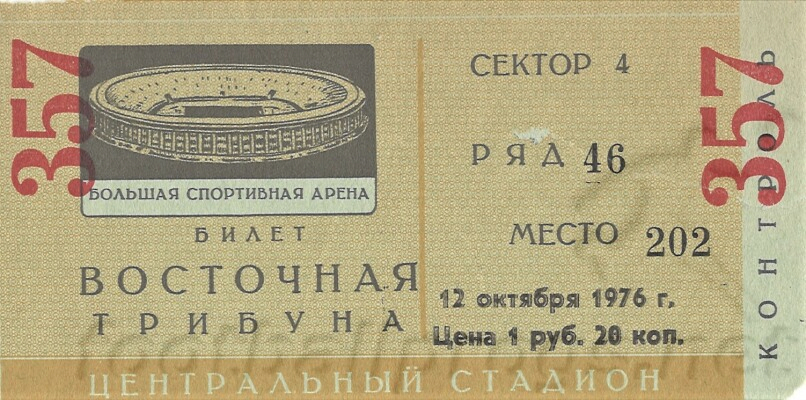 357
БОЛЬШАЯ СПОРТИВНАЯ АРЕНА
БИЛЕТ
ВОСТОЧНАЯ
ТРИБУНА
СЕКТОР 4
РЯД 46
МЕСТО 202
12 октября 1976 г,
Цена 1 руб. 20 коп.
ЦЕНТРАЛЬНЫЙ СТАДИОН
357
КОНТРОЛЬ